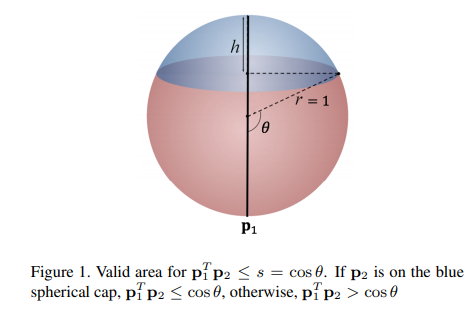 h
r = 1
θ
p₁
Figure 1. Valid area for p₁ᵀp₂ ≤ s = cos θ. If p₂ is on the blue
spherical cap, p₁ᵀp₂ ≤ cos θ, otherwise, p₁ᵀp₂ > cos θ